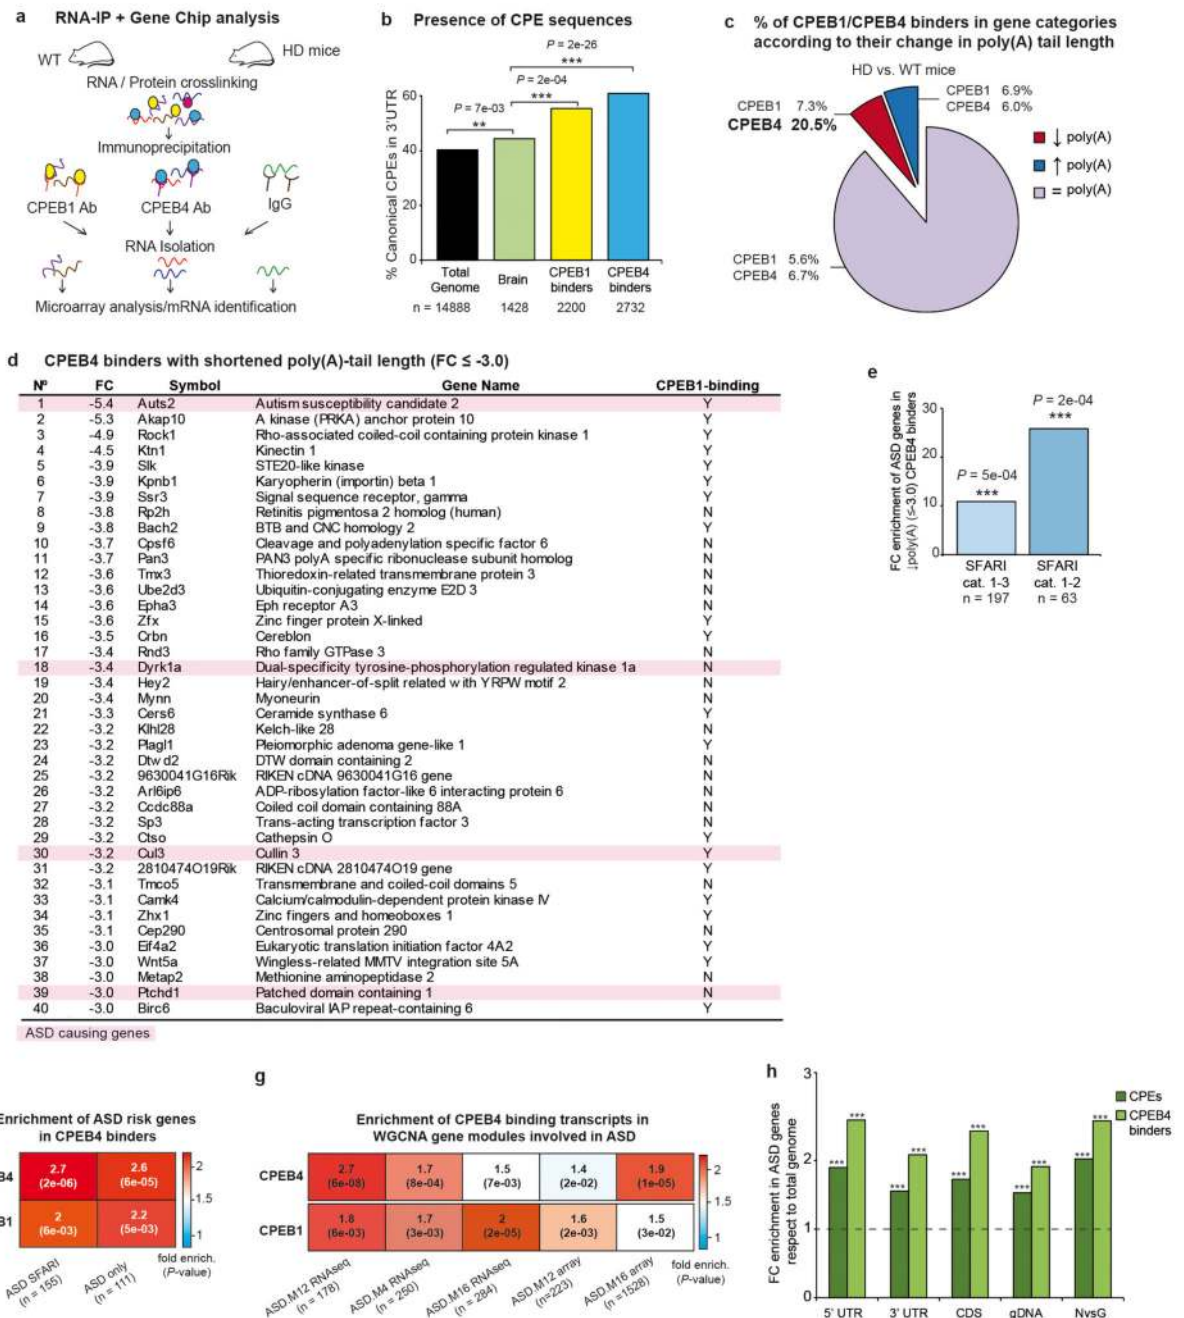 a RNA-IP + Gene Chip analysis
WT
HD mice
RNA / Protein crosslinking
Immunoprecipitation
CPEB1 Ab CPEB4 Ab IgG
RNA Isolation
Microarray analysis/mRNA identification
b Presence of CPE sequences
P = 2e-26
***
P = 2e-04
***
P = 7e-03
**
% Canonical CPEs in 3'UTR
60
40
20
0
Total Genome Brain CPEB1 binders CPEB4 binders
n = 14888 1428 2200 2732
c % of CPEB1/CPEB4 binders in gene categories
according to their change in poly(A) tail length
HD vs. WT mice
CPEB1 7.3%
CPEB4 20.5%
CPEB1 6.9%
CPEB4 6.0%
↓ poly(A)
↑ poly(A)
= poly(A)
CPEB1 5.6%
CPEB4 6.7%
d CPEB4 binders with shortened poly(A)-tail length (FC ≤ -3.0)
Nº FC Symbol Gene Name CPEB1-binding
1 -5.4 Auts2 Autism susceptibility candidate 2 Y
2 -5.3 Akap10 A kinase (PRKA) anchor protein 10 Y
3 -4.9 Rock1 Rho-associated coiled-coil containing protein kinase 1 Y
4 -4.5 Ktn1 Kinectin 1 Y
5 -3.9 Slk STE20-like kinase Y
6 -3.9 Kpnb1 Karyopherin (importin) beta 1 Y
7 -3.9 Ssr3 Signal sequence receptor, gamma Y
8 -3.8 Rp2h Retinitis pigmentosa 2 homolog (human) N
9 -3.8 Bach2 BTB and CNC homology 2 Y
10 -3.7 Cpsf6 Cleavage and polyadenylation specific factor 6 N
11 -3.7 Pan3 PAN3 polyA specific ribonuclease subunit homolog N
12 -3.6 Tmx3 Thioredoxin-related transmembrane protein 3 N
13 -3.6 Ube2d3 Ubiquitin-conjugating enzyme E2D 3 N
14 -3.6 Epha3 Eph receptor A3 N
15 -3.6 Zfx Zinc finger protein X-linked Y
16 -3.5 Crbn Cereblon Y
17 -3.4 Rnd3 Rho family GTPase 3 N
18 -3.4 Dyrk1a Dual-specificity tyrosine-phosphorylation regulated kinase 1a N
19 -3.4 Hey2 Hairy/enhancer-of-split related with YRPW motif 2 N
20 -3.4 Mynn Myoneurin N
21 -3.3 Cers6 Ceramide synthase 6 Y
22 -3.2 Klhl28 Kelch-like 28 N
23 -3.2 Plagl1 Pleiomorphic adenoma gene-like 1 Y
24 -3.2 Dtwd2 DTW domain containing 2 N
25 -3.2 9630041G16Rik RIKEN cDNA 9630041G16 gene N
26 -3.2 Arl6ip6 ADP-ribosylation factor-like 6 interacting protein 6 N
27 -3.2 Ccdc88a Coiled coil domain containing 88A N
28 -3.2 Sp3 Trans-acting transcription factor 3 N
29 -3.2 Ctso Cathepsin O Y
30 -3.2 Cul3 Cullin 3 Y
31 -3.2 2810474O19Rik RIKEN cDNA 2810474O19 gene Y
32 -3.1 Tmco5 Transmembrane and coiled-coil domains 5 N
33 -3.1 Camk4 Calcium/calmodulin-dependent protein kinase IV Y
34 -3.1 Zhx1 Zinc fingers and homeoboxes 1 Y
35 -3.1 Cep290 Centrosomal protein 290 N
36 -3.0 Eif4a2 Eukaryotic translation initiation factor 4A2 Y
37 -3.0 Wnt5a Wingless-related MMTV integration site 5A Y
38 -3.0 Metap2 Methionine aminopeptidase 2 N
39 -3.0 Ptchd1 Patched domain containing 1 N
40 -3.0 Birc6 Baculoviral IAP repeat-containing 6 Y
ASD causing genes
e
FC enrichment of ASD genes in
↓poly(A) (≤-3.0) CPEB4 binders
30
20
10
0
P = 5e-04
***
P = 2e-04
***
SFARI SFARI
cat. 1-3 cat. 1-2
n = 197 n = 63
Enrichment of ASD risk genes
in CPEB4 binders
B4 2.7 2.6
(2e-06) (6e-05)
B1 2 2.2
(6e-03) (5e-03)
2
1.5
1
fold enrich.
(P-value)
ASD SFARI
(n = 155)
ASD only
(n = 111)
g
Enrichment of CPEB4 binding transcripts in
WGCNA gene modules involved in ASD
CPEB4 2.7 1.7 1.5 1.4 1.9
(6e-08) (8e-04) (7e-03) (2e-02) (1e-05)
CPEB1 1.8 1.7 2 1.6 1.5
(6e-03) (3e-03) (2e-05) (2e-03) (3e-02)
2
1.5
1
fold enrich.
(P-value)
ASD.M12 RNAseq
(n = 178)
ASD.M4 RNAseq
(n = 250)
ASD.M16 RNAseq
(n = 284)
ASD.M12 array
(n=223)
ASD.M16 array
(n =1528)
h
FC enrichment in ASD genes
respect to total genome
3
2
1
0
CPEs
CPEB4
binders
*** *** *** *** *** *** *** *** *** ***
5' UTR 3' UTR CDS gDNA NvsG